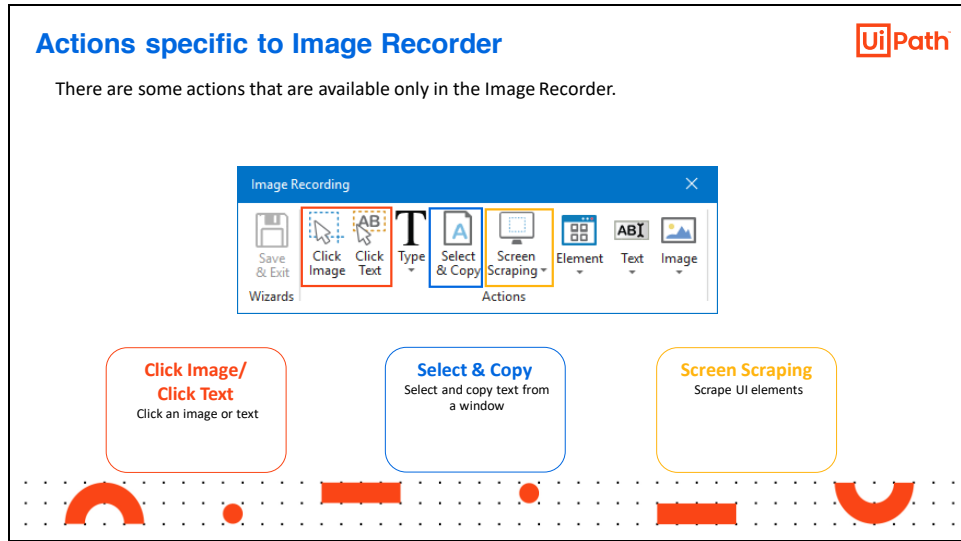 Actions specific to Image Recorder
UiPath
There are some actions that are available only in the Image Recorder.
Image Recording
AB
T
A
ABI
Save
& Exit
Click
Image
Click
Text
Type
Select
& Copy
Screen
Scraping
Element
Text
Image
Wizards
Actions
Click Image/
Click Text
Click an image or text
Select & Copy
Select and copy text from
a window
Screen Scraping
Scrape UI elements